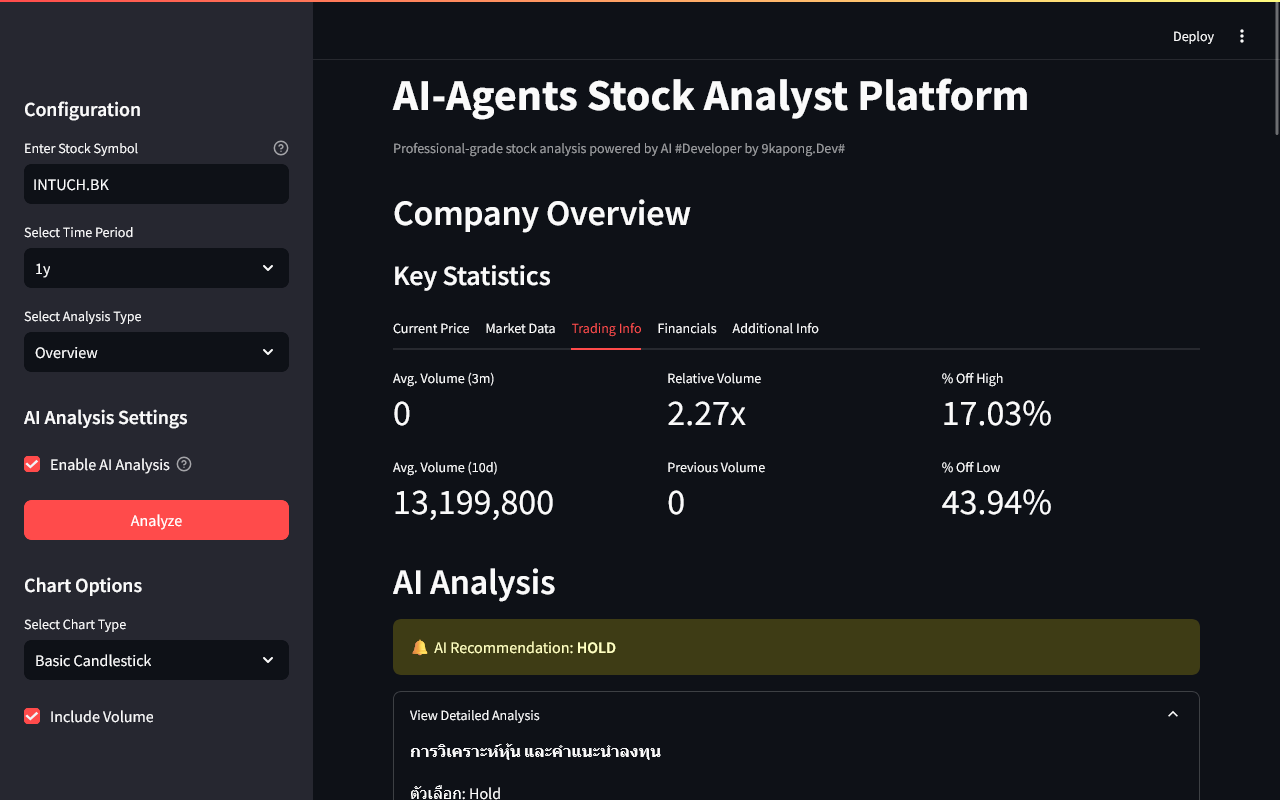 Deploy
Configuration
Enter Stock Symbol
INTUCH.BK
Select Time Period
1y
Select Analysis Type
Overview
AI Analysis Settings
Enable AI Analysis
Analyze
Chart Options
Select Chart Type
Basic Candlestick
Include Volume
AI-Agents Stock Analyst Platform
Professional-grade stock analysis powered by AI #Developer by 9kapong.Dev#
Company Overview
Key Statistics
Current Price Market Data Trading Info Financials Additional Info
Avg. Volume (3m) Relative Volume % Off High
0 2.27x 17.03%
Avg. Volume (10d) Previous Volume % Off Low
13,199,800 0 43.94%
AI Analysis
AI Recommendation: HOLD
View Detailed Analysis
การวิเคราะห์หุ้น และคำแนะนำลงทุน
ตัวเลือก: Hold